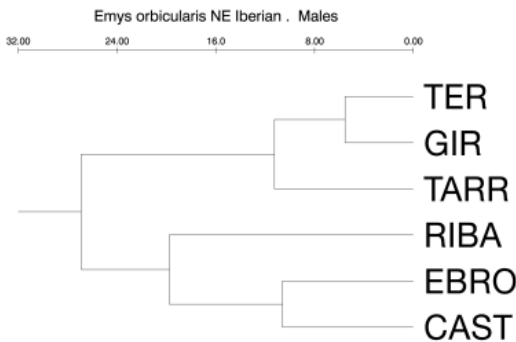 Emys orbicularis NE Iberian . Males
32.00 24.00 16.0 8.00 0.00
TER
GIR
TARR
RIBA
EBRO
CAST